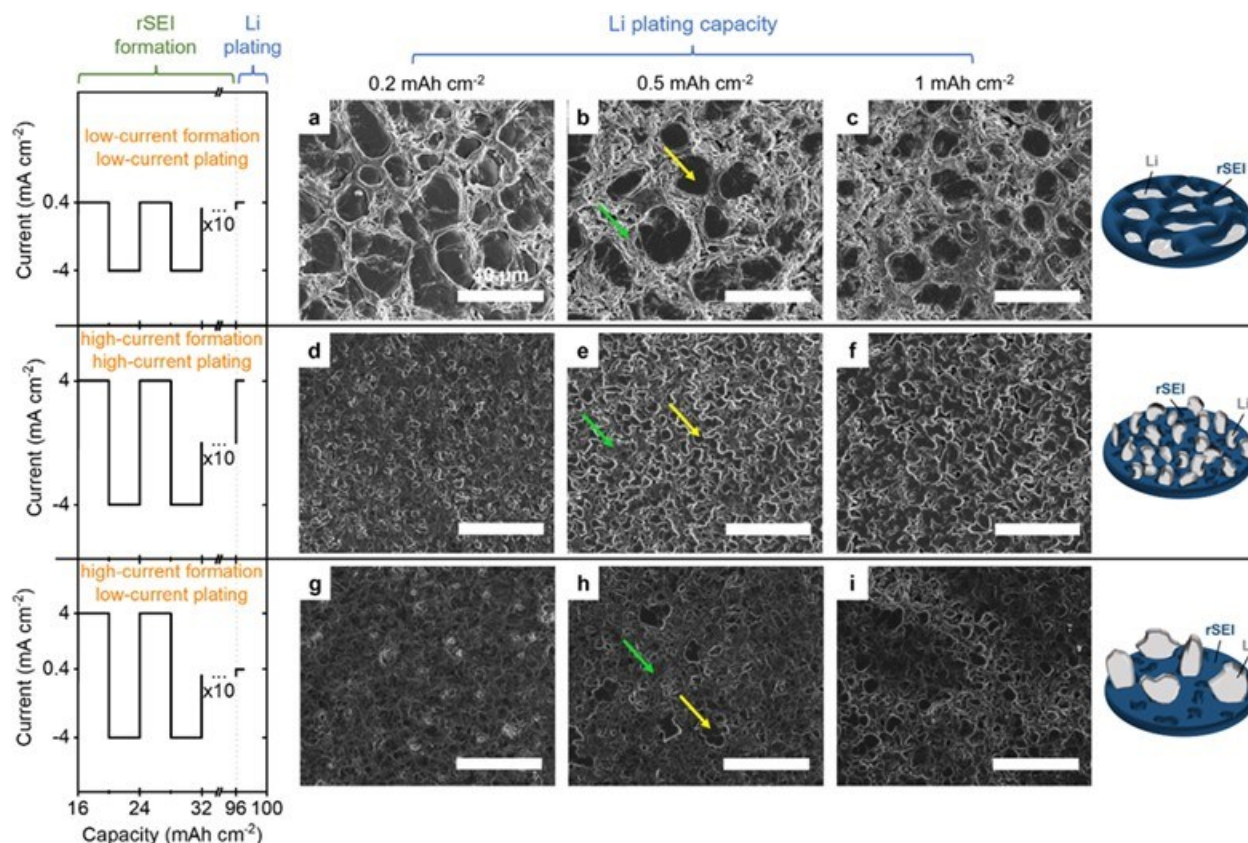 rSEI
formation
Li
plating
Li plating capacity
0.2 mAh cm⁻²
0.5 mAh cm⁻²
1 mAh cm⁻²
low-current formation
low-current plating
Current (mA cm⁻²)
0.4
-4
...
x10
a
40 µm
b
c
Li
rSEI
high-current formation
high-current plating
Current (mA cm⁻²)
4
-4
...
x10
d
e
f
rSEI
Li
high-current formation
low-current plating
Current (mA cm⁻²)
4
0.4
-4
...
x10
g
h
i
rSEI
16 24 32 96 100
Capacity (mAh cm⁻²)